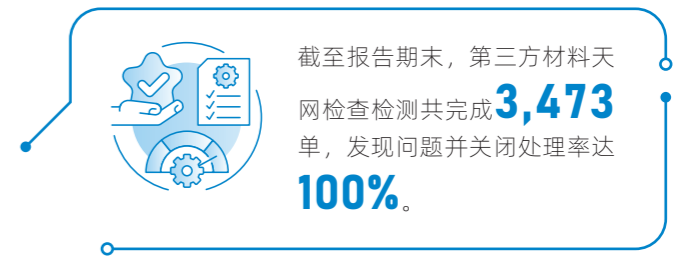 截至报告期末，第三方材料天
网检查检测共完成3,473
单，发现问题并关闭处理率达
100%。